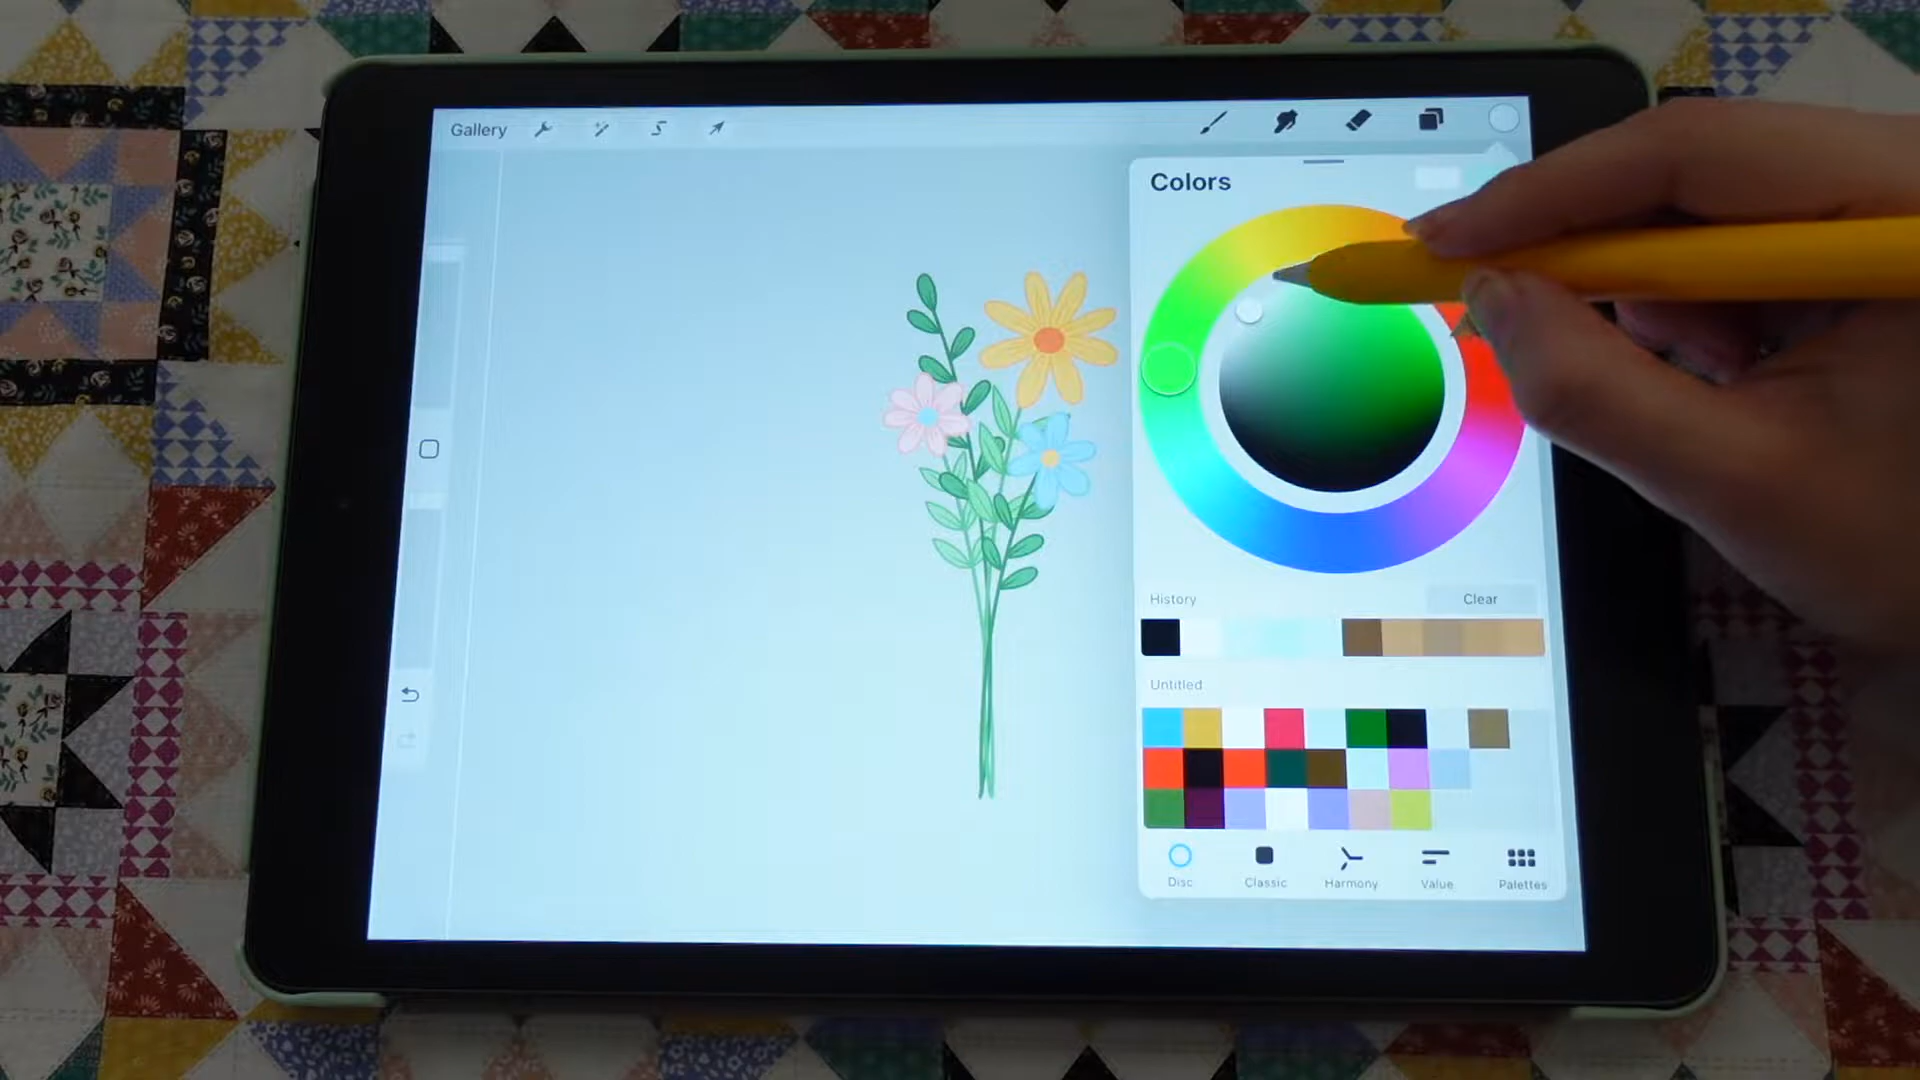 Gallery
Colors
History
Clear
Untitled
Disc
Classic
Harmony
Value
Palettes